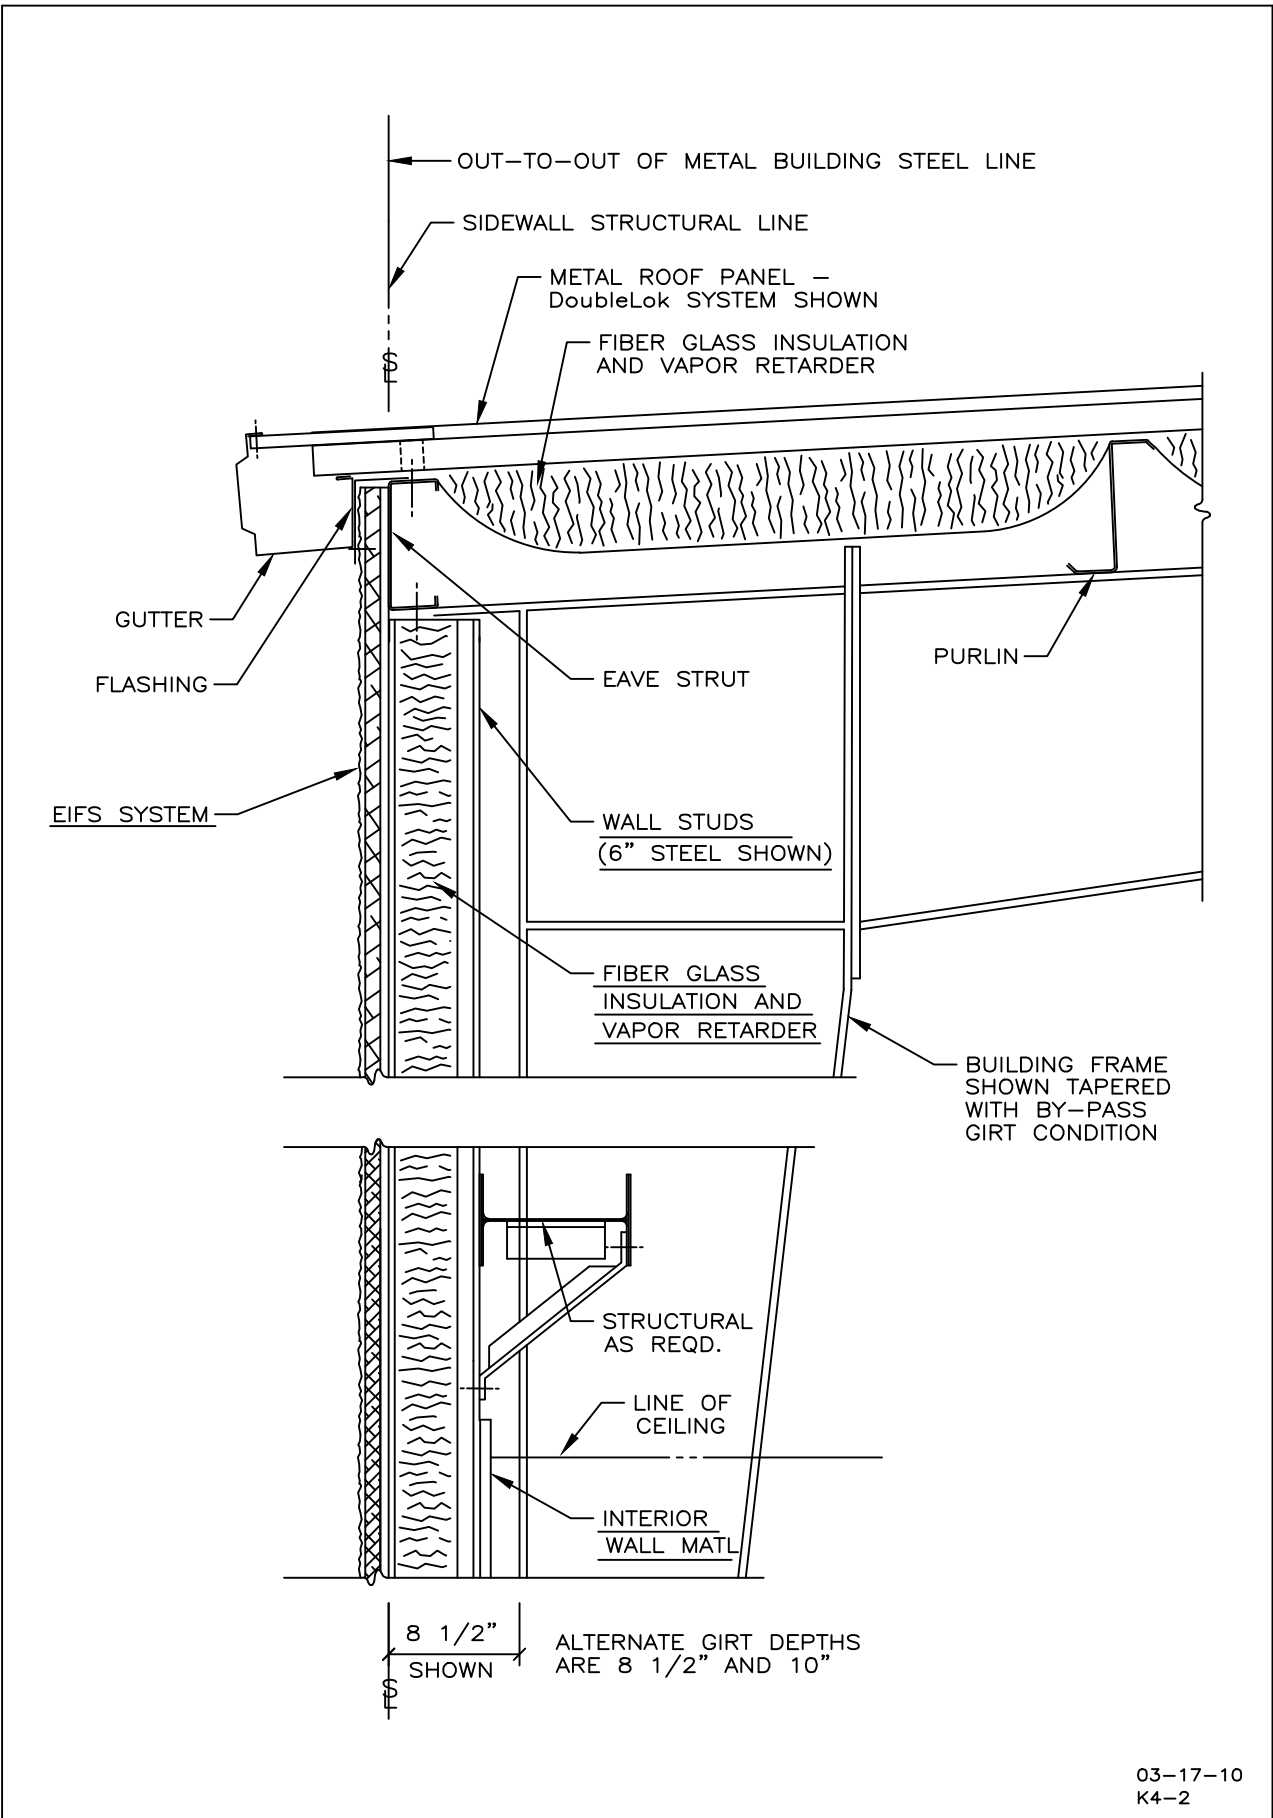 OUT-TO-OUT OF METAL BUILDING STEEL LINE
SIDEWALL STRUCTURAL LINE
METAL ROOF PANEL –
DoubleLok SYSTEM SHOWN
FIBER GLASS INSULATION
AND VAPOR RETARDER
SL
GUTTER
FLASHING
EAVE STRUT
PURLIN
EIFS SYSTEM
WALL STUDS
(6" STEEL SHOWN)
FIBER GLASS
INSULATION AND
VAPOR RETARDER
BUILDING FRAME
SHOWN TAPERED
WITH BY-PASS
GIRT CONDITION
STRUCTURAL
AS REQD.
LINE OF
CEILING
INTERIOR
WALL MATL
8 1/2"
SHOWN
ALTERNATE GIRT DEPTHS
ARE 8 1/2" AND 10"
SL
03-17-10
K4-2